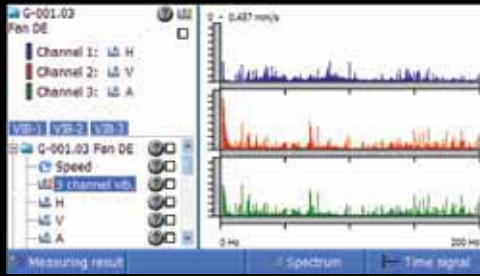 G-001.03
Fan DE
Channel 1: H
Channel 2: V
Channel 3: A
VIB-1 VIB-2 VIB-3
G-001.03 Fan DE
Speed
3 channel vib.
H
V
A
0 - 0.437 mm/s
0 Hz 200 Hz
Measuring result
Spectrum
Time signal